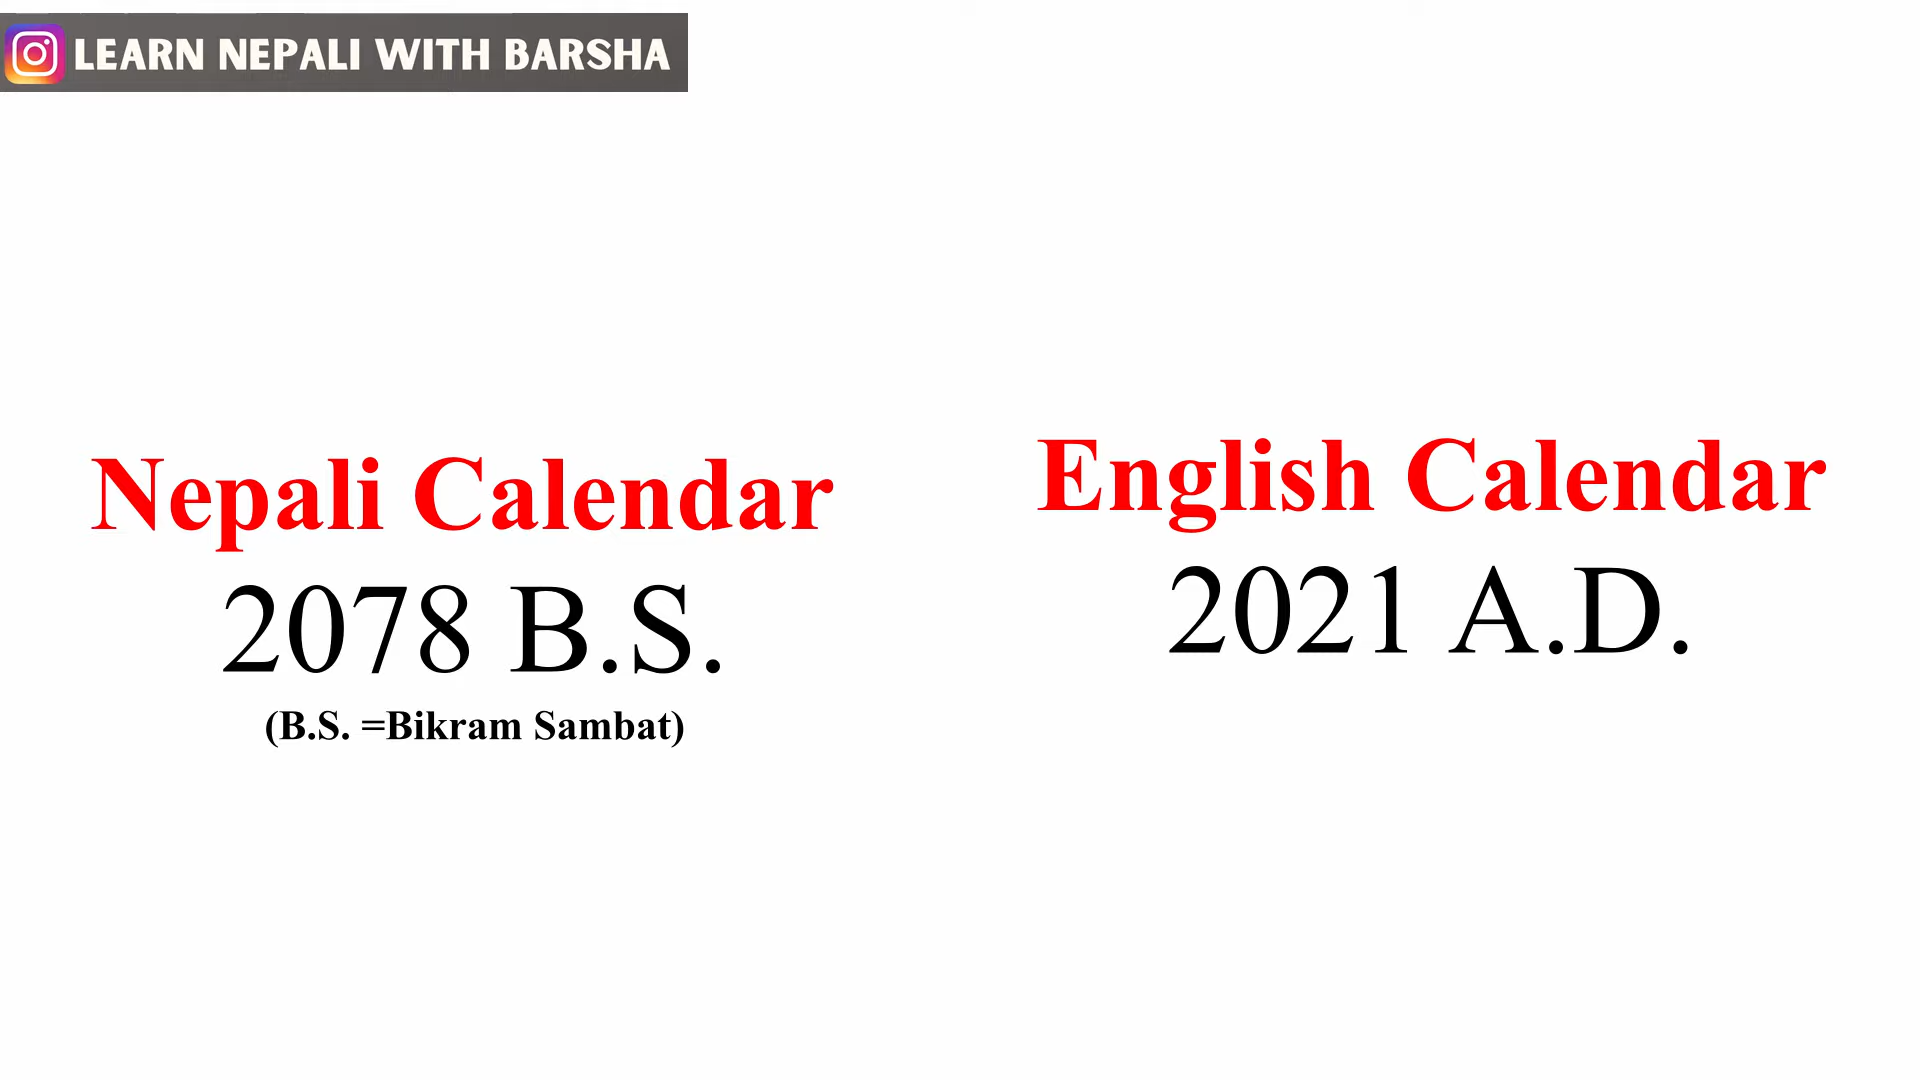 LEARN NEPALI WITH BARSHA
Nepali Calendar
2078 B.S.
(B.S. =Bikram Sambat)
English Calendar
2021 A.D.